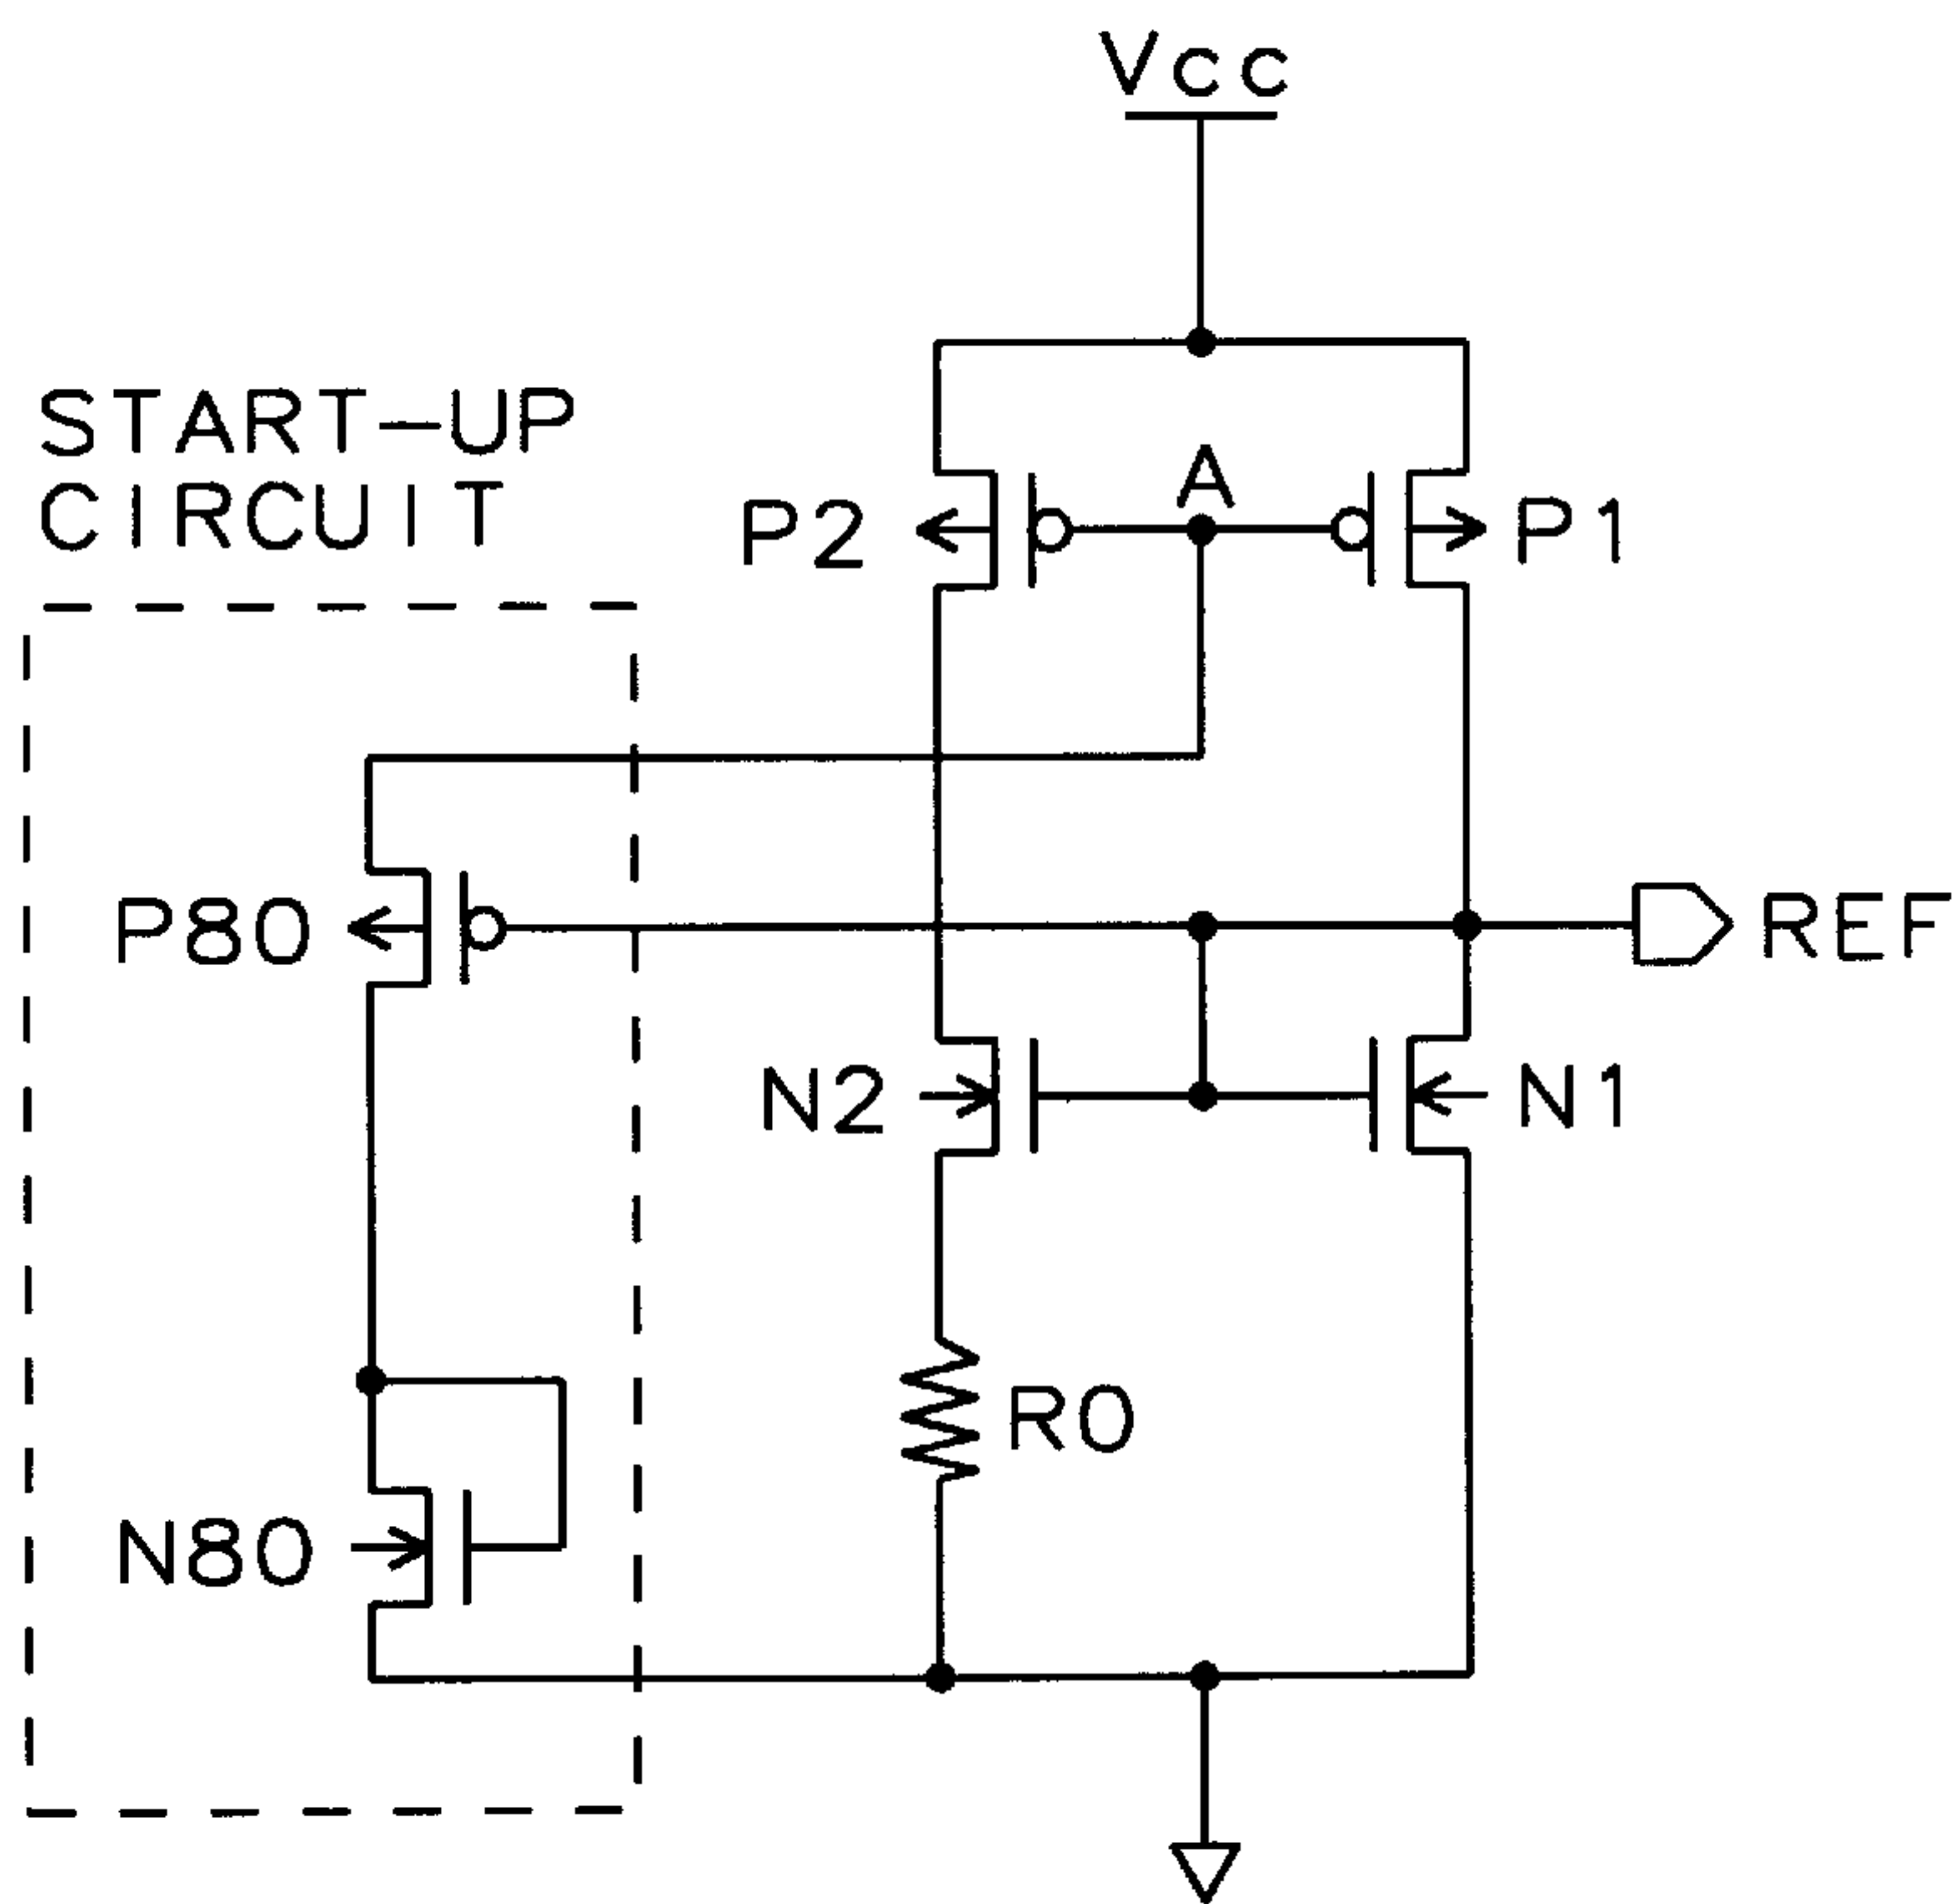 Vcc
START-UP
CIRCUIT
A
P2
P1
P80
REF
N2
N1
R0
N80